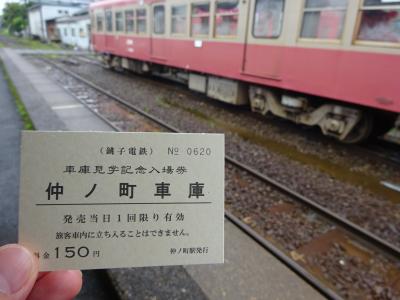 (銚子電鉄) № 0620
車庫見学記念入場券
仲ノ町車庫
発売当日1回限り有効
旅客車内に立ち入ることはできません。
料金150円 仲ノ町駅発行